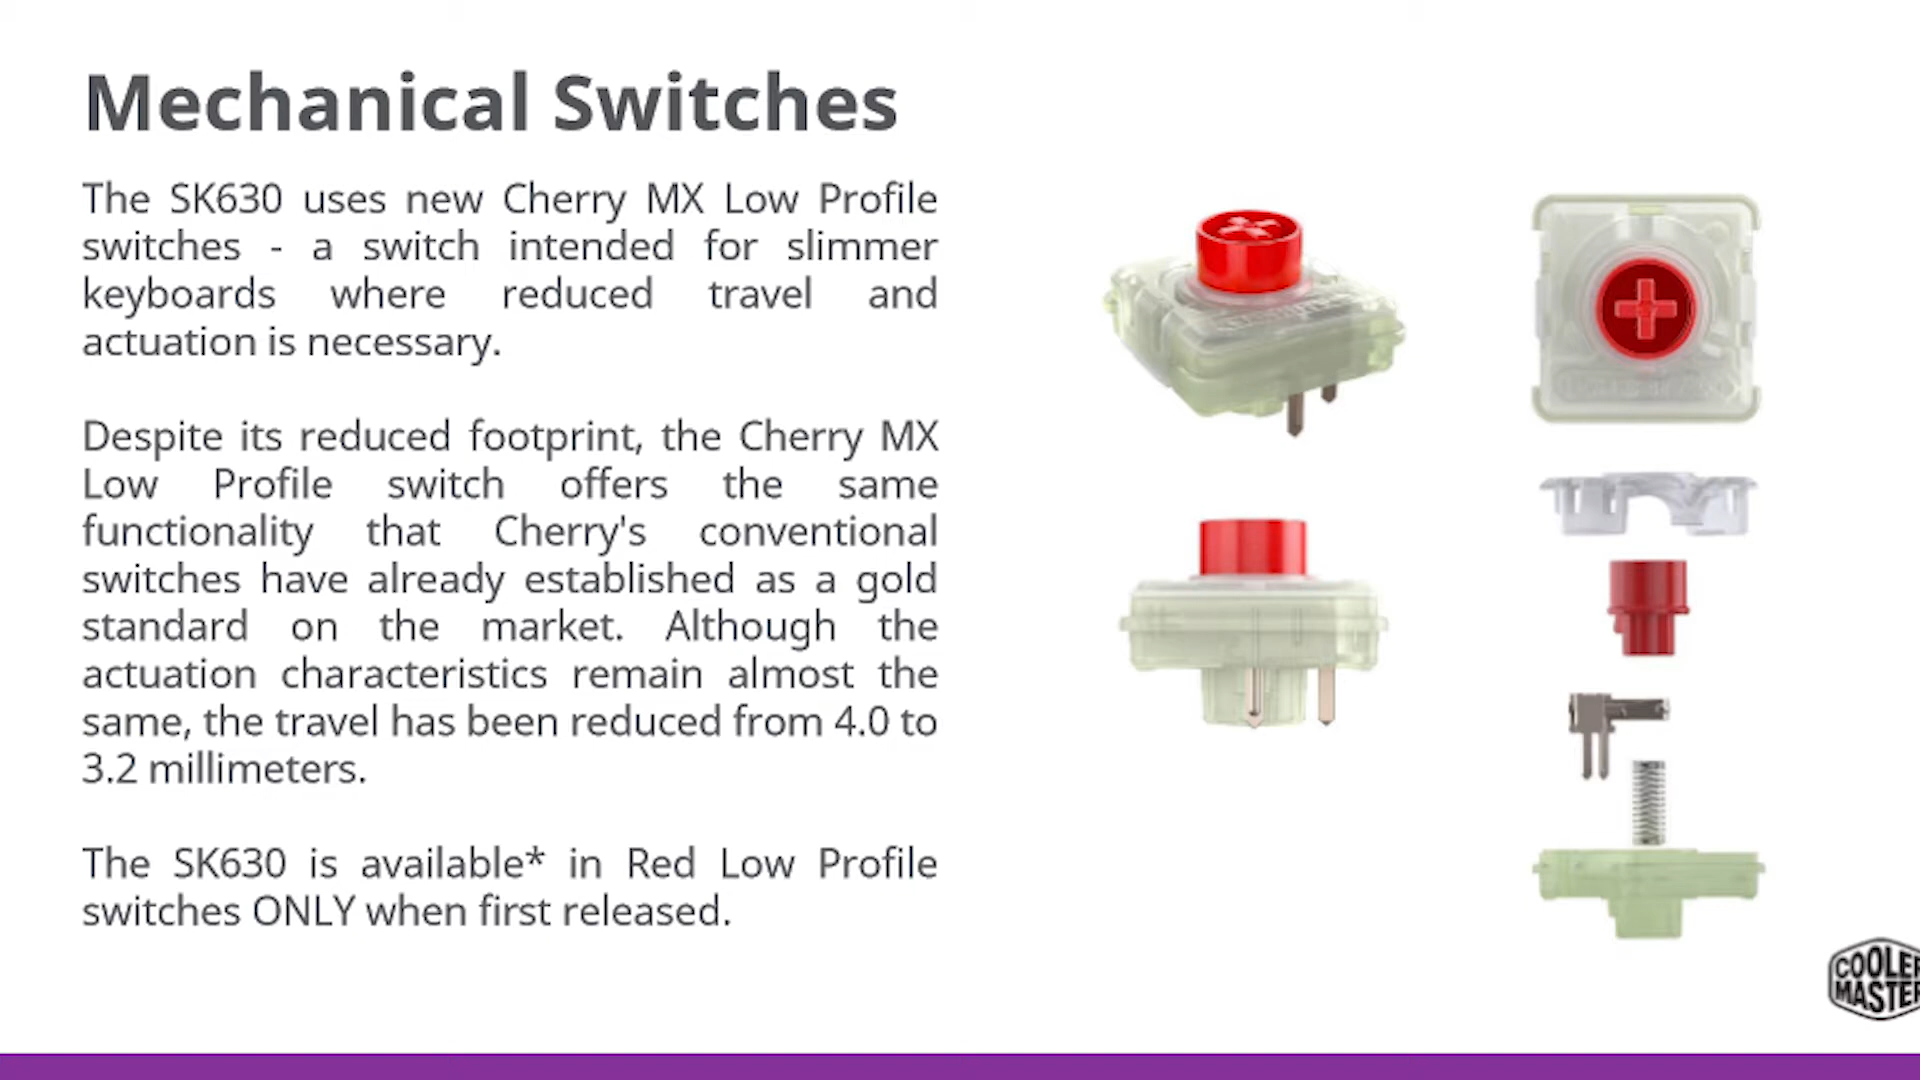 Mechanical Switches
The SK630 uses new Cherry MX Low Profile
switches - a switch intended for slimmer
keyboards where reduced travel and
actuation is necessary.
Despite its reduced footprint, the Cherry MX
Low Profile switch offers the same
functionality that Cherry's conventional
switches have already established as a gold
standard on the market. Although the
actuation characteristics remain almost the
same, the travel has been reduced from 4.0 to
3.2 millimeters.
The SK630 is available* in Red Low Profile
switches ONLY when first released.
COOLER
MASTER